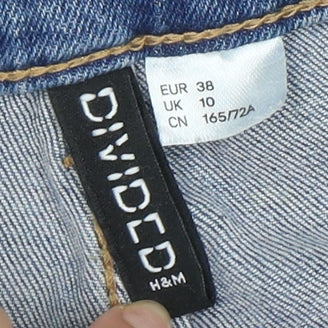 DIVIDED
H&M
EUR 38
UK 10
CN 165/72A